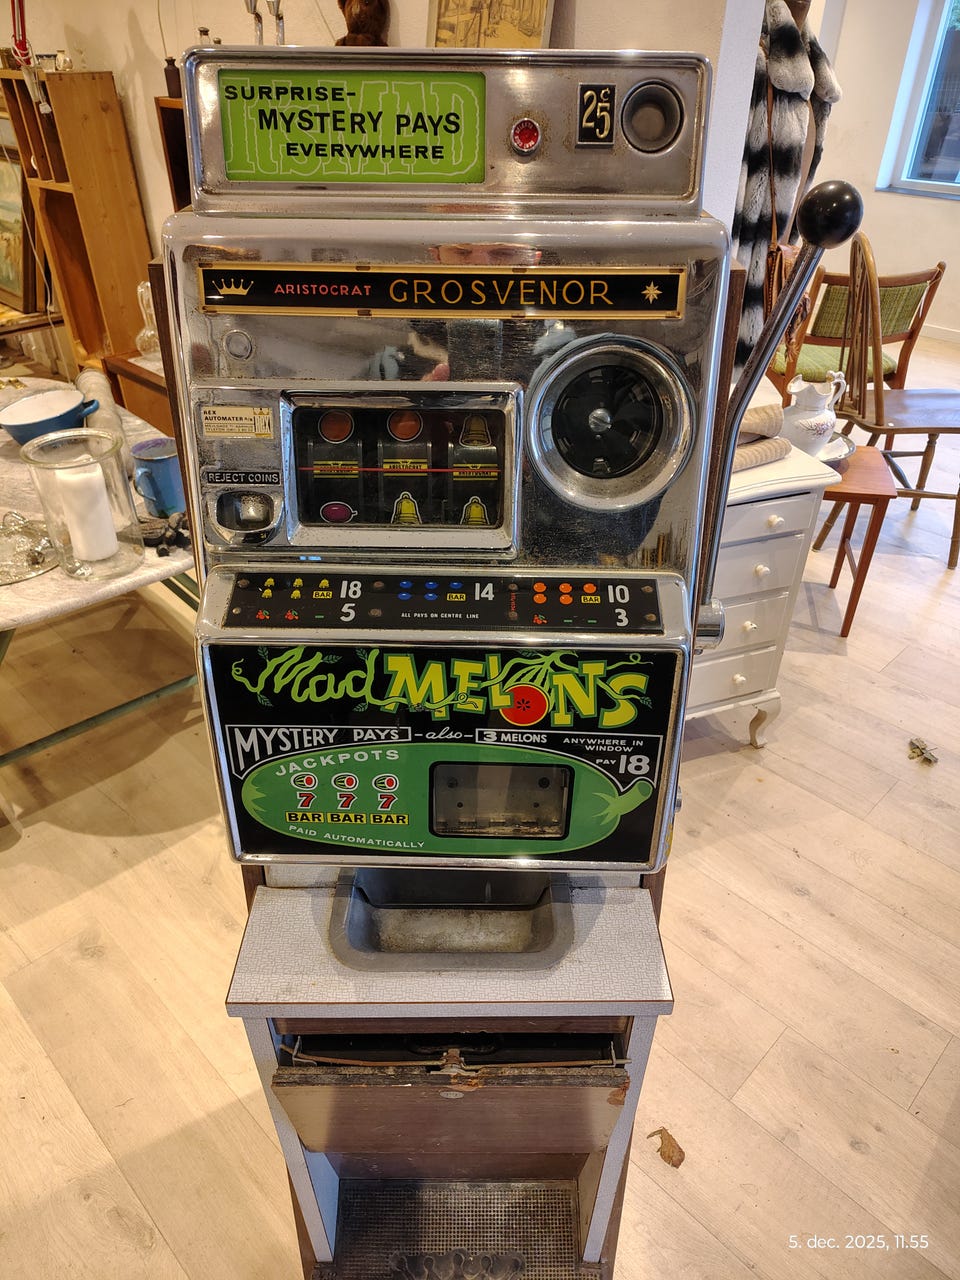 SURPRISE-
MYSTERY PAYS
EVERYWHERE
25¢
ARISTOCRAT GROSVENOR
REX
AUTOMATER A/S
REX
REJECT COINS
ARISTOCRAT
BAR 18
BAR 14
BAR 10
5
ALL PAYS ON CENTRE LINE
3
Mad MELONS
MYSTERY PAYS -also- 3 MELONS
ANYWHERE IN
WINDOW
PAY 18
JACKPOTS
7 7 7
BAR BAR BAR
PAID AUTOMATICALLY
5. dec. 2025, 11.55